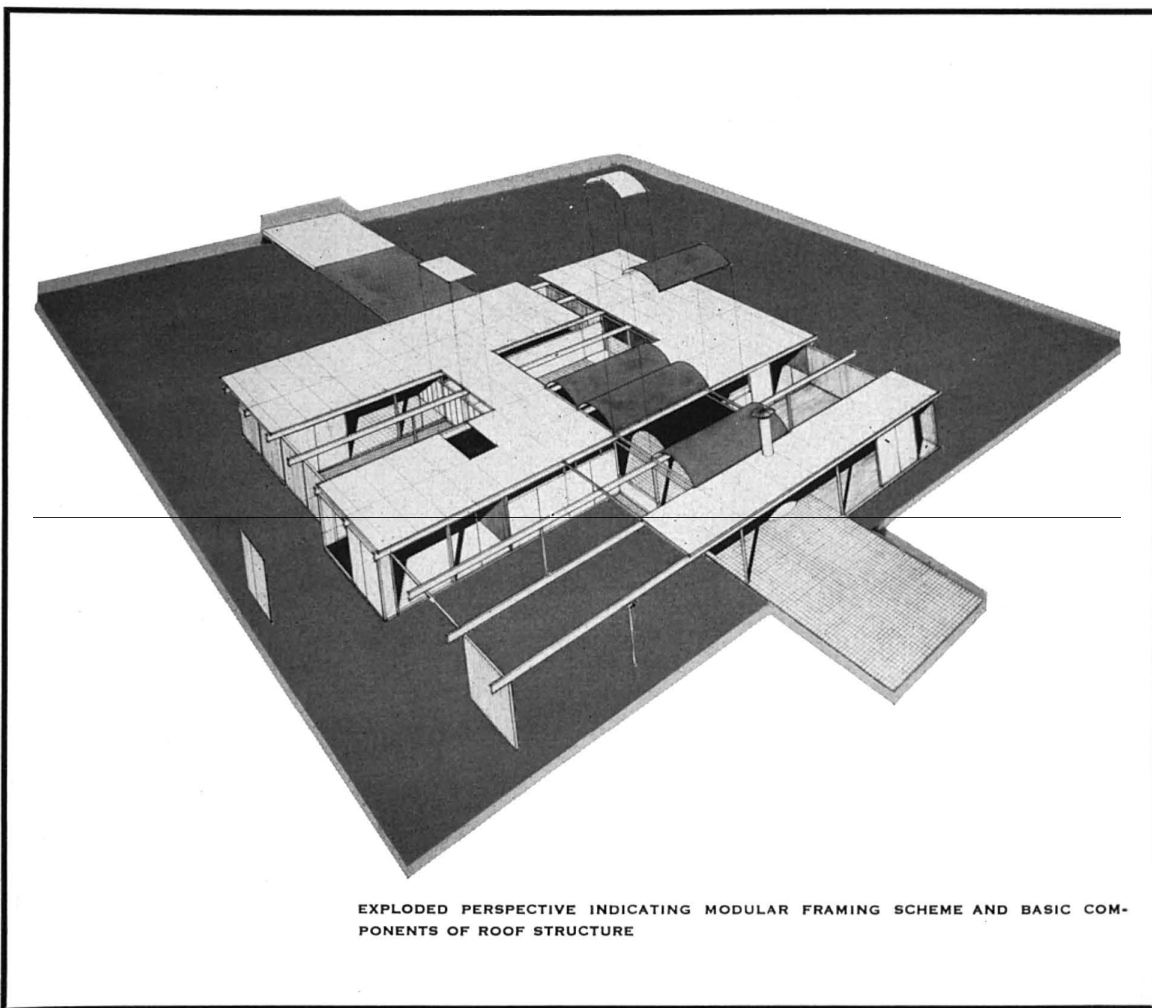 EXPLODED PERSPECTIVE INDICATING MODULAR FRAMING SCHEME AND BASIC COM-
PONENTS OF ROOF STRUCTURE